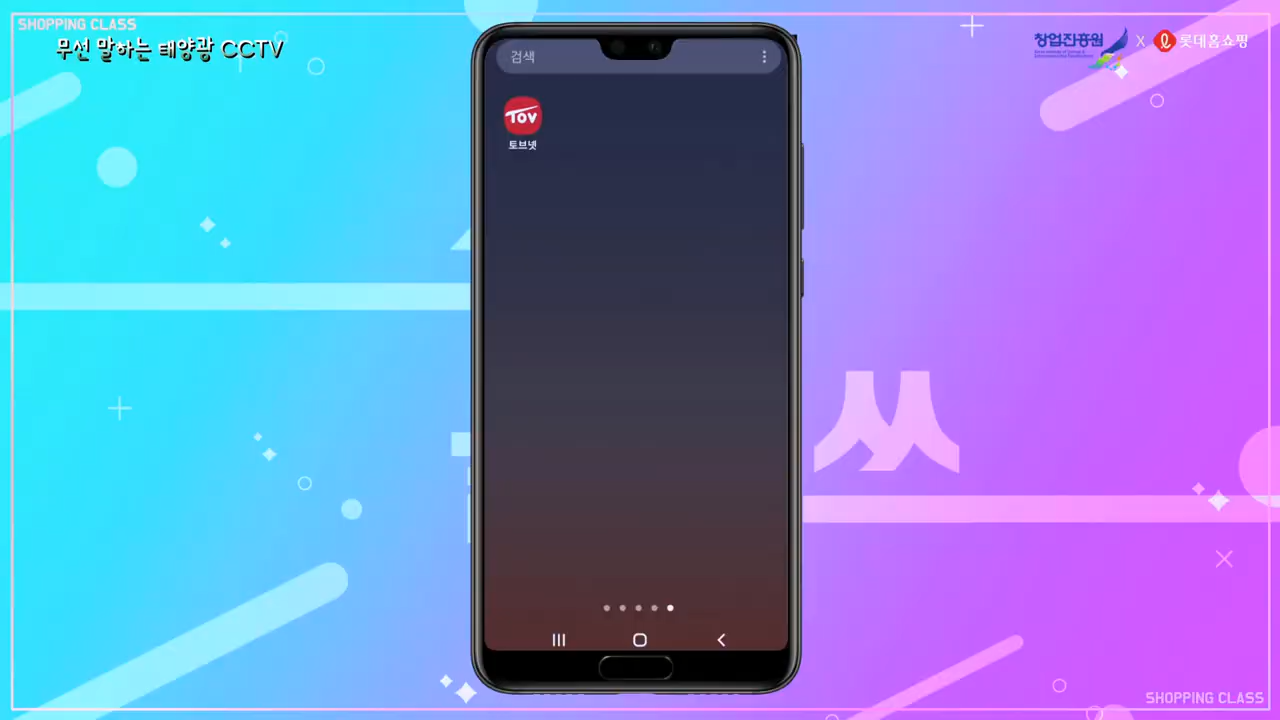 SHOPPING CLASS
무선 말하는 태양광 CCTV
창업진흥원 X 롯데홈쇼핑
검색
Tov
토브넷
쓰
SHOPPING CLASS